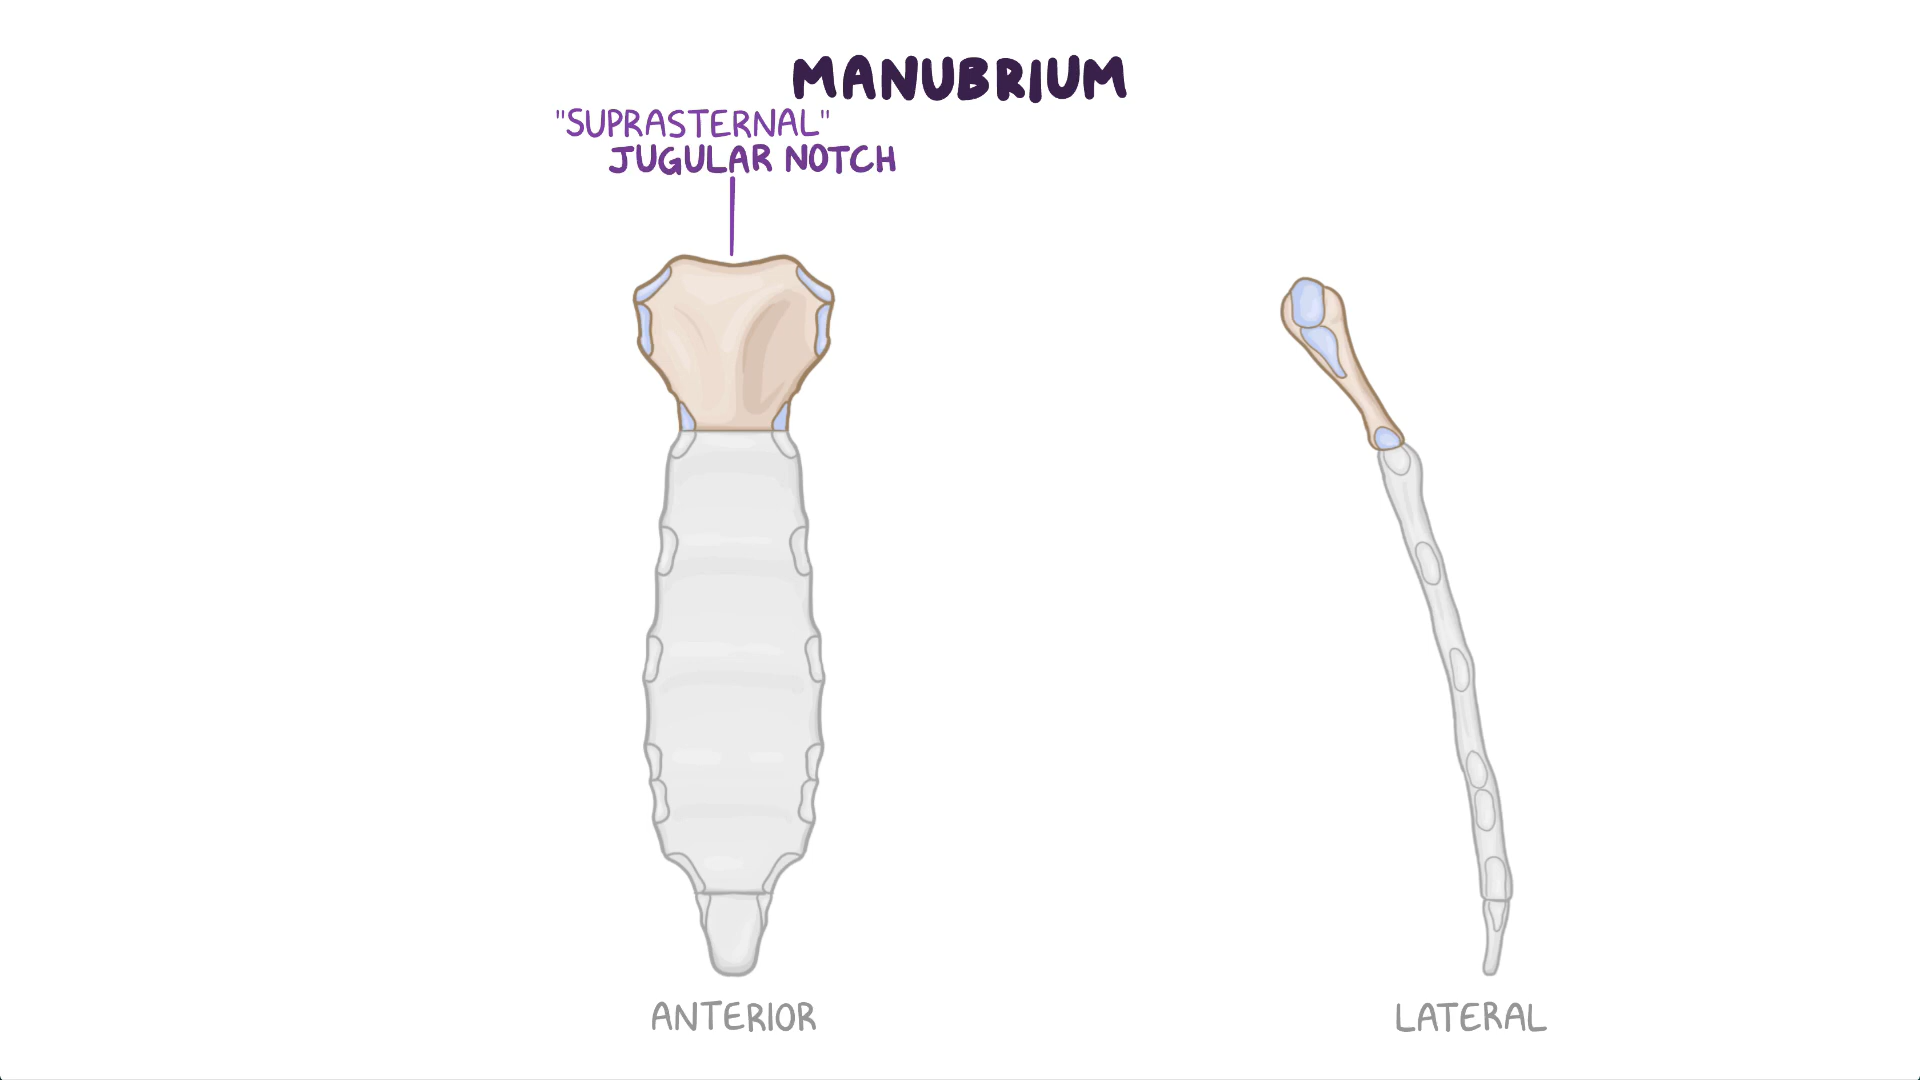 MANUBRIUM
"SUPRASTERNAL"
JUGULAR NOTCH
ANTERIOR
LATERAL